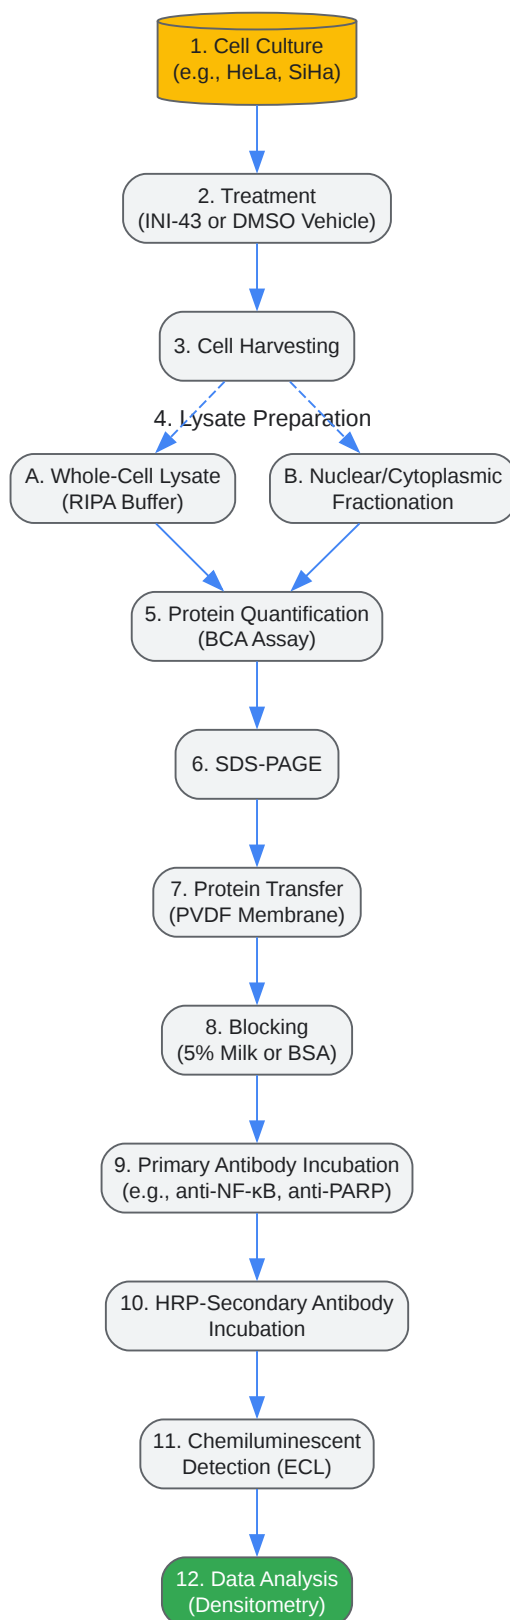 1. Cell Culture
(e.g., HeLa, SiHa)
2. Treatment
(INI-43 or DMSO Vehicle)
3. Cell Harvesting
4. Lysate Preparation
A. Whole-Cell Lysate
(RIPA Buffer)
B. Nuclear/Cytoplasmic
Fractionation
5. Protein Quantification
(BCA Assay)
6. SDS-PAGE
7. Protein Transfer
(PVDF Membrane)
8. Blocking
(5% Milk or BSA)
9. Primary Antibody Incubation
(e.g., anti-NF-κB, anti-PARP)
10. HRP-Secondary Antibody
Incubation
11. Chemiluminescent
Detection (ECL)
12. Data Analysis
(Densitometry)